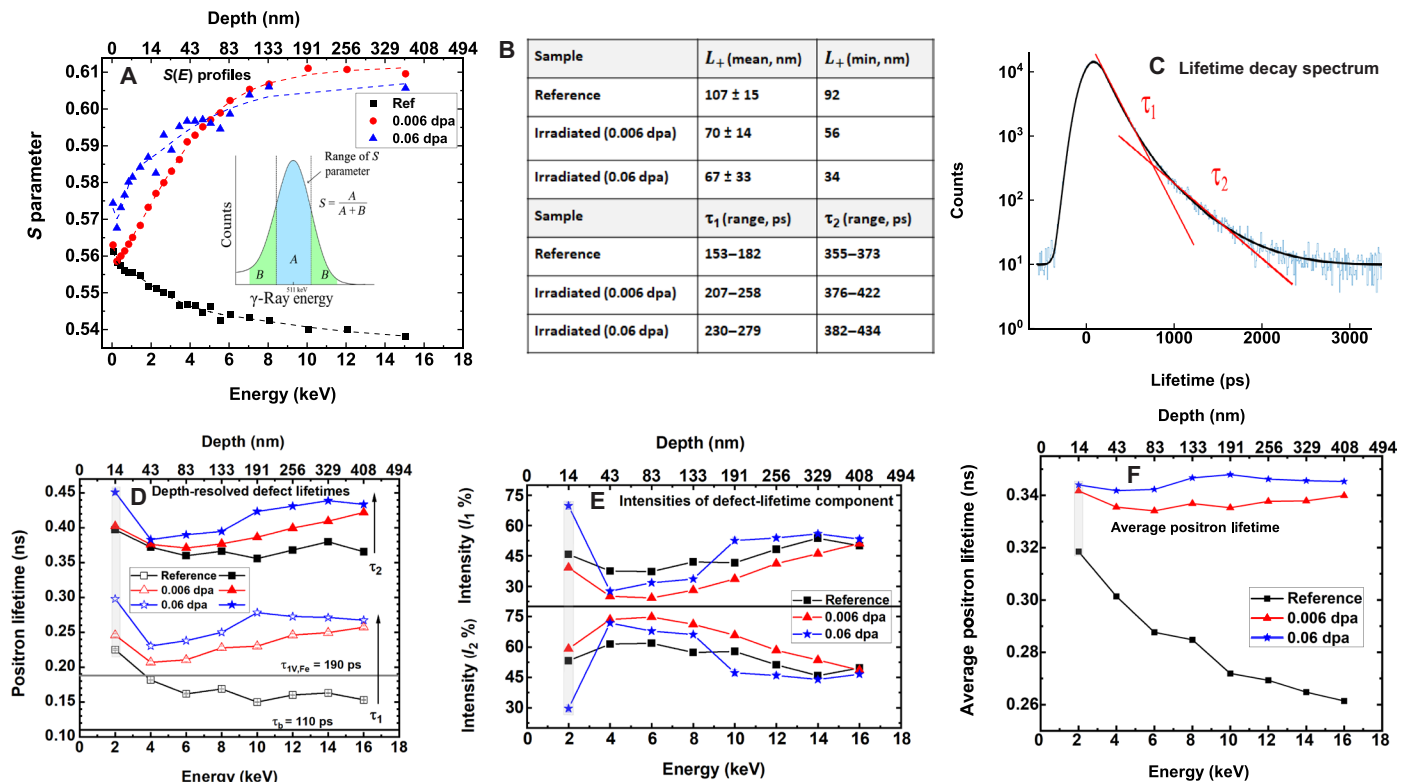 Depth (nm)
0 14 43 83 133 191 256 329 408 494
A
S(E) profiles
Ref
0.006 dpa
0.06 dpa
0.61
0.60
0.59
0.58
0.57
0.56
0.55
0.54
S parameter
Range of S
parameter
S = A / A + B
Counts
B A B
511 keV
γ-Ray energy
0 2 4 6 8 10 12 14 16 18
Energy (keV)
B
Sample L+ (mean, nm) L+ (min, nm)
Reference 107 ± 15 92
Irradiated (0.006 dpa) 70 ± 14 56
Irradiated (0.06 dpa) 67 ± 33 34
Sample τ1 (range, ps) τ2 (range, ps)
Reference 153–182 355–373
Irradiated (0.006 dpa) 207–258 376–422
Irradiated (0.06 dpa) 230–279 382–434
C Lifetime decay spectrum
10⁴
10³
10²
10¹
10⁰
Counts
τ1
τ2
0 1000 2000 3000
Lifetime (ps)
Depth (nm)
0 14 43 83 133 191 256 329 408 494
D Depth-resolved defect lifetimes
0.45
0.40
0.35
0.30
0.25
0.20
0.15
0.10
Positron lifetime (ns)
τ2
Reference
0.006 dpa
0.06 dpa
τ1V,Fe = 190 ps
τ1
τb = 110 ps
0 2 4 6 8 10 12 14 16 18
Energy (keV)
Depth (nm)
0 14 43 83 133 191 256 329 408 494
E Intensities of defect-lifetime component
75
60
45
30
Intensity (I1 %)
75
60
45
30
Intensity (I2 %)
Reference
0.006 dpa
0.06 dpa
0 2 4 6 8 10 12 14 16 18
Energy (keV)
Depth (nm)
0 14 43 83 133 191 256 329 408 494
F
Average positron lifetime
0.34
0.32
0.30
0.28
0.26
Average positron lifetime (ns)
Reference
0.006 dpa
0.06 dpa
0 2 4 6 8 10 12 14 16 18
Energy (keV)